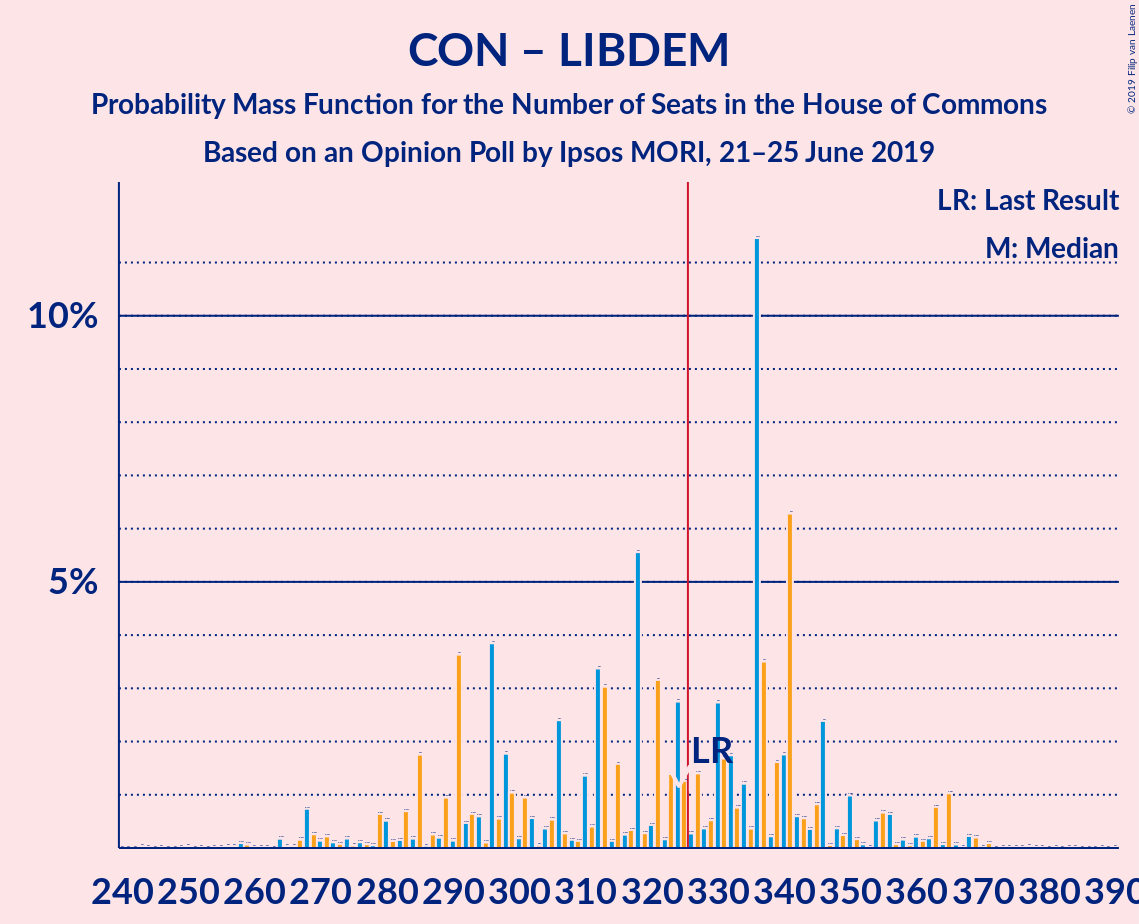 CON – LIBDEM
Probability Mass Function for the Number of Seats in the House of Commons
Based on an Opinion Poll by Ipsos MORI, 21–25 June 2019
© 2019 Filip van Laenen
LR: Last Result
M: Median
10%
5%
LR
240 250 260 270 280 290 300 310 320 330 340 350 360 370 380 390